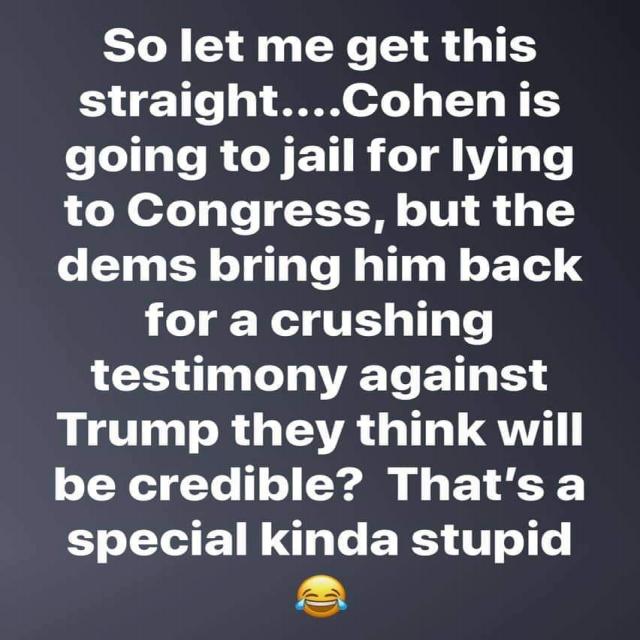 So let me get this
straight....Cohen is
going to jail for lying
to Congress, but the
dems bring him back
for a crushing
testimony against
Trump they think will
be credible?  That’s a
special kinda stupid
😂